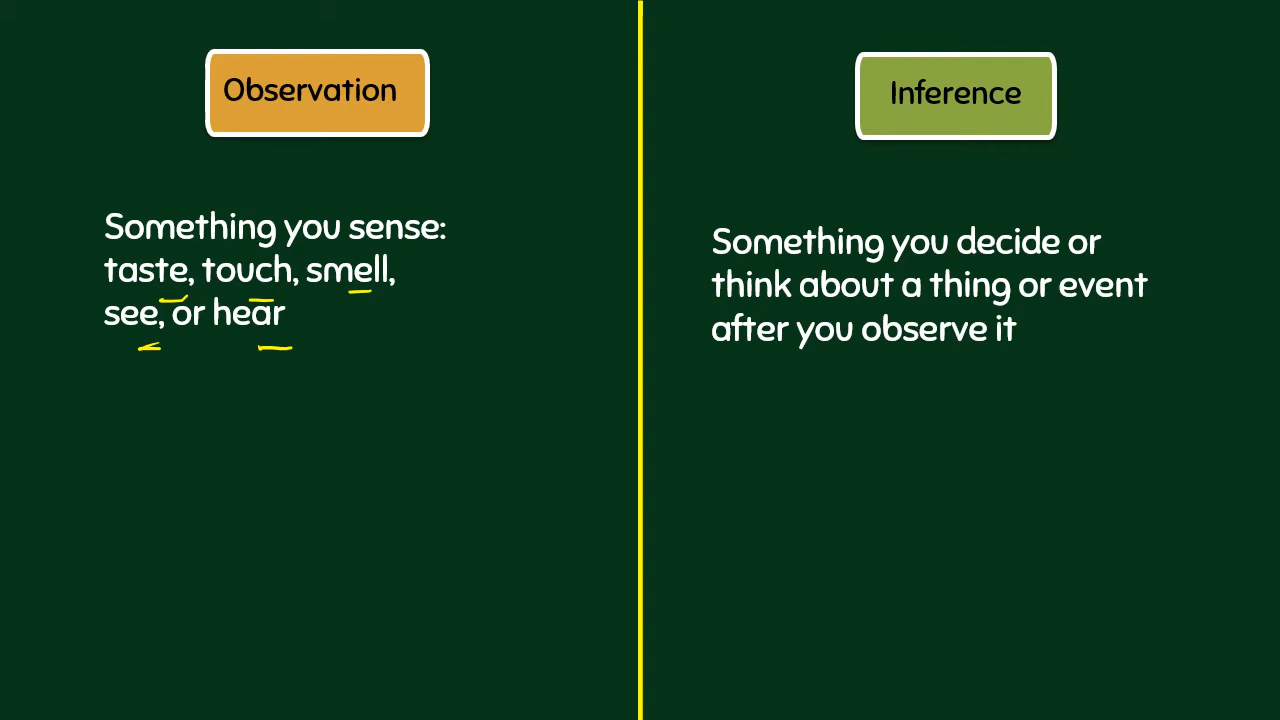 Observation
Something you sense:
taste, touch, smell,
see, or hear
Inference
Something you decide or
think about a thing or event
after you observe it